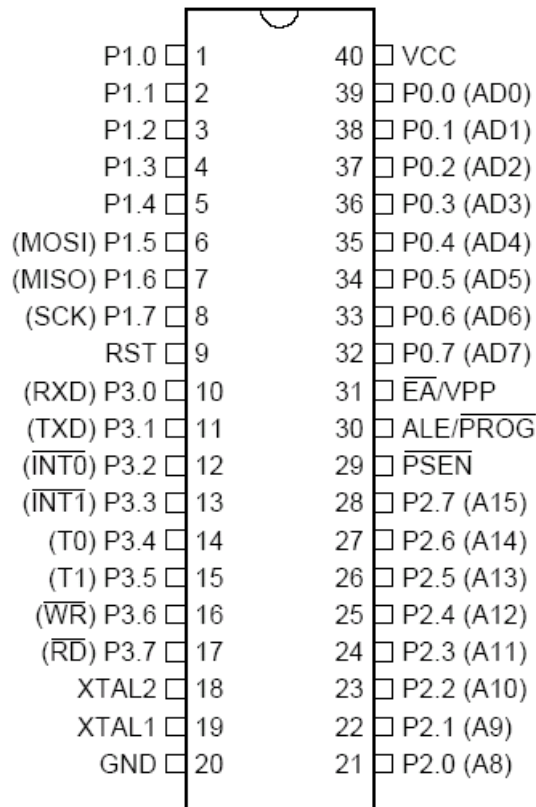 P1.0 1 40 VCC
P1.1 2 39 P0.0 (AD0)
P1.2 3 38 P0.1 (AD1)
P1.3 4 37 P0.2 (AD2)
P1.4 5 36 P0.3 (AD3)
(MOSI) P1.5 6 35 P0.4 (AD4)
(MISO) P1.6 7 34 P0.5 (AD5)
(SCK) P1.7 8 33 P0.6 (AD6)
RST 9 32 P0.7 (AD7)
(RXD) P3.0 10 31 E̅A̅/VPP
(TXD) P3.1 11 30 ALE/P̅R̅O̅G̅
(I̅N̅T̅0̅) P3.2 12 29 P̅S̅E̅N̅
(I̅N̅T̅1̅) P3.3 13 28 P2.7 (A15)
(T0) P3.4 14 27 P2.6 (A14)
(T1) P3.5 15 26 P2.5 (A13)
(W̅R̅) P3.6 16 25 P2.4 (A12)
(R̅D̅) P3.7 17 24 P2.3 (A11)
XTAL2 18 23 P2.2 (A10)
XTAL1 19 22 P2.1 (A9)
GND 20 21 P2.0 (A8)